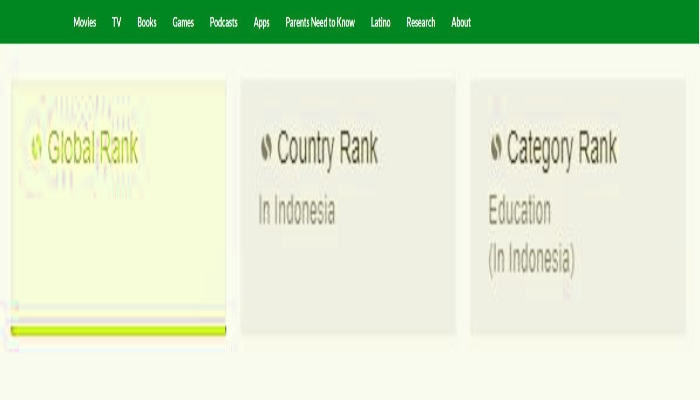 Movies TV Books Games Podcasts Apps Parents Need to Know Latino Research About
Global Rank
Country Rank
In Indonesia
Category Rank
Education
(In Indonesia)